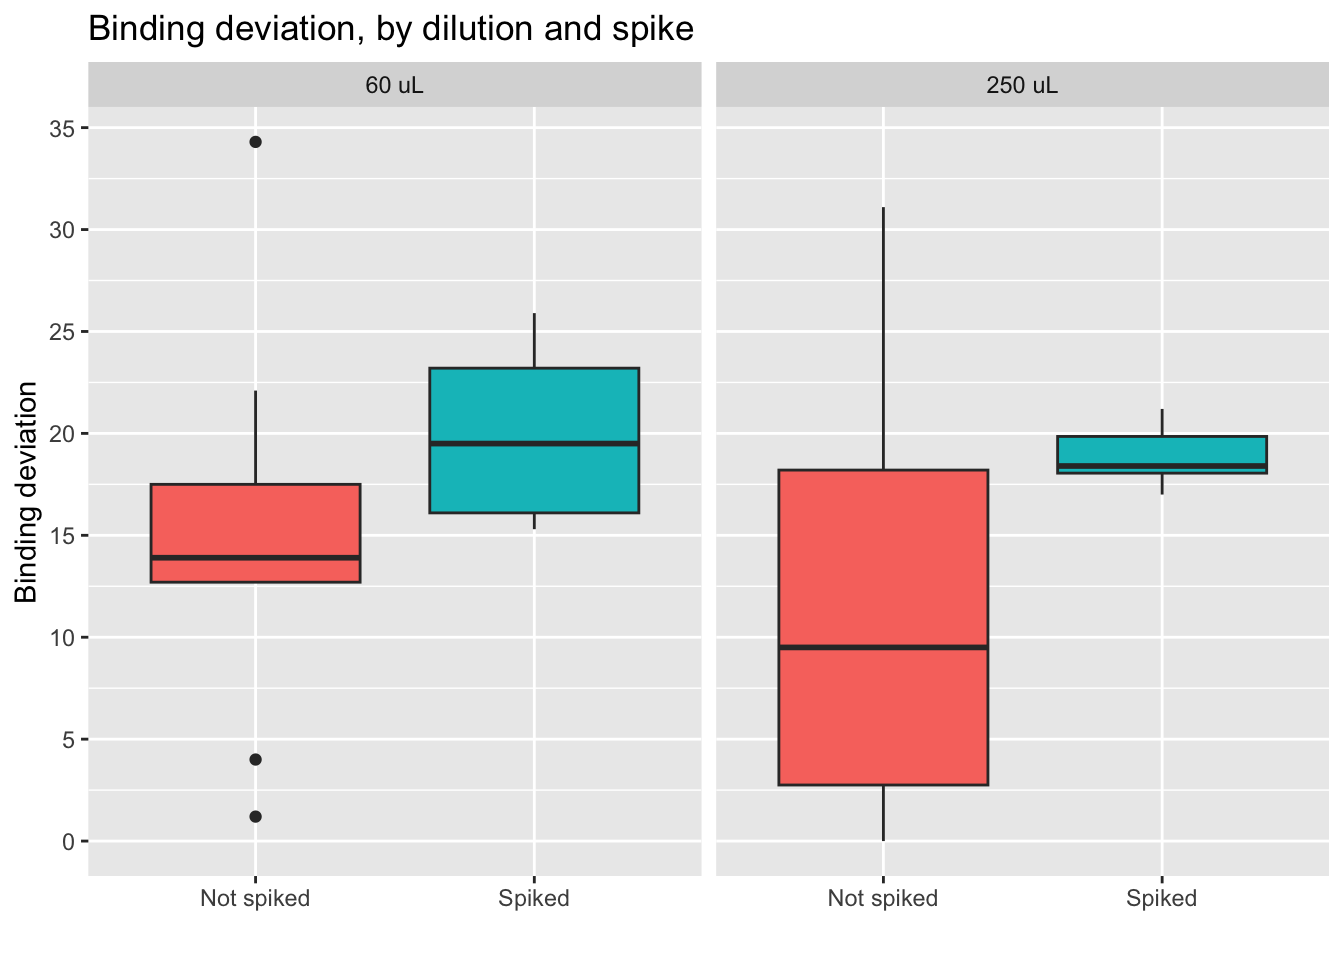 Binding deviation, by dilution and spike
60 uL
250 uL
Binding deviation
35
30
25
20
15
10
5
0
Not spiked
Spiked
Not spiked
Spiked